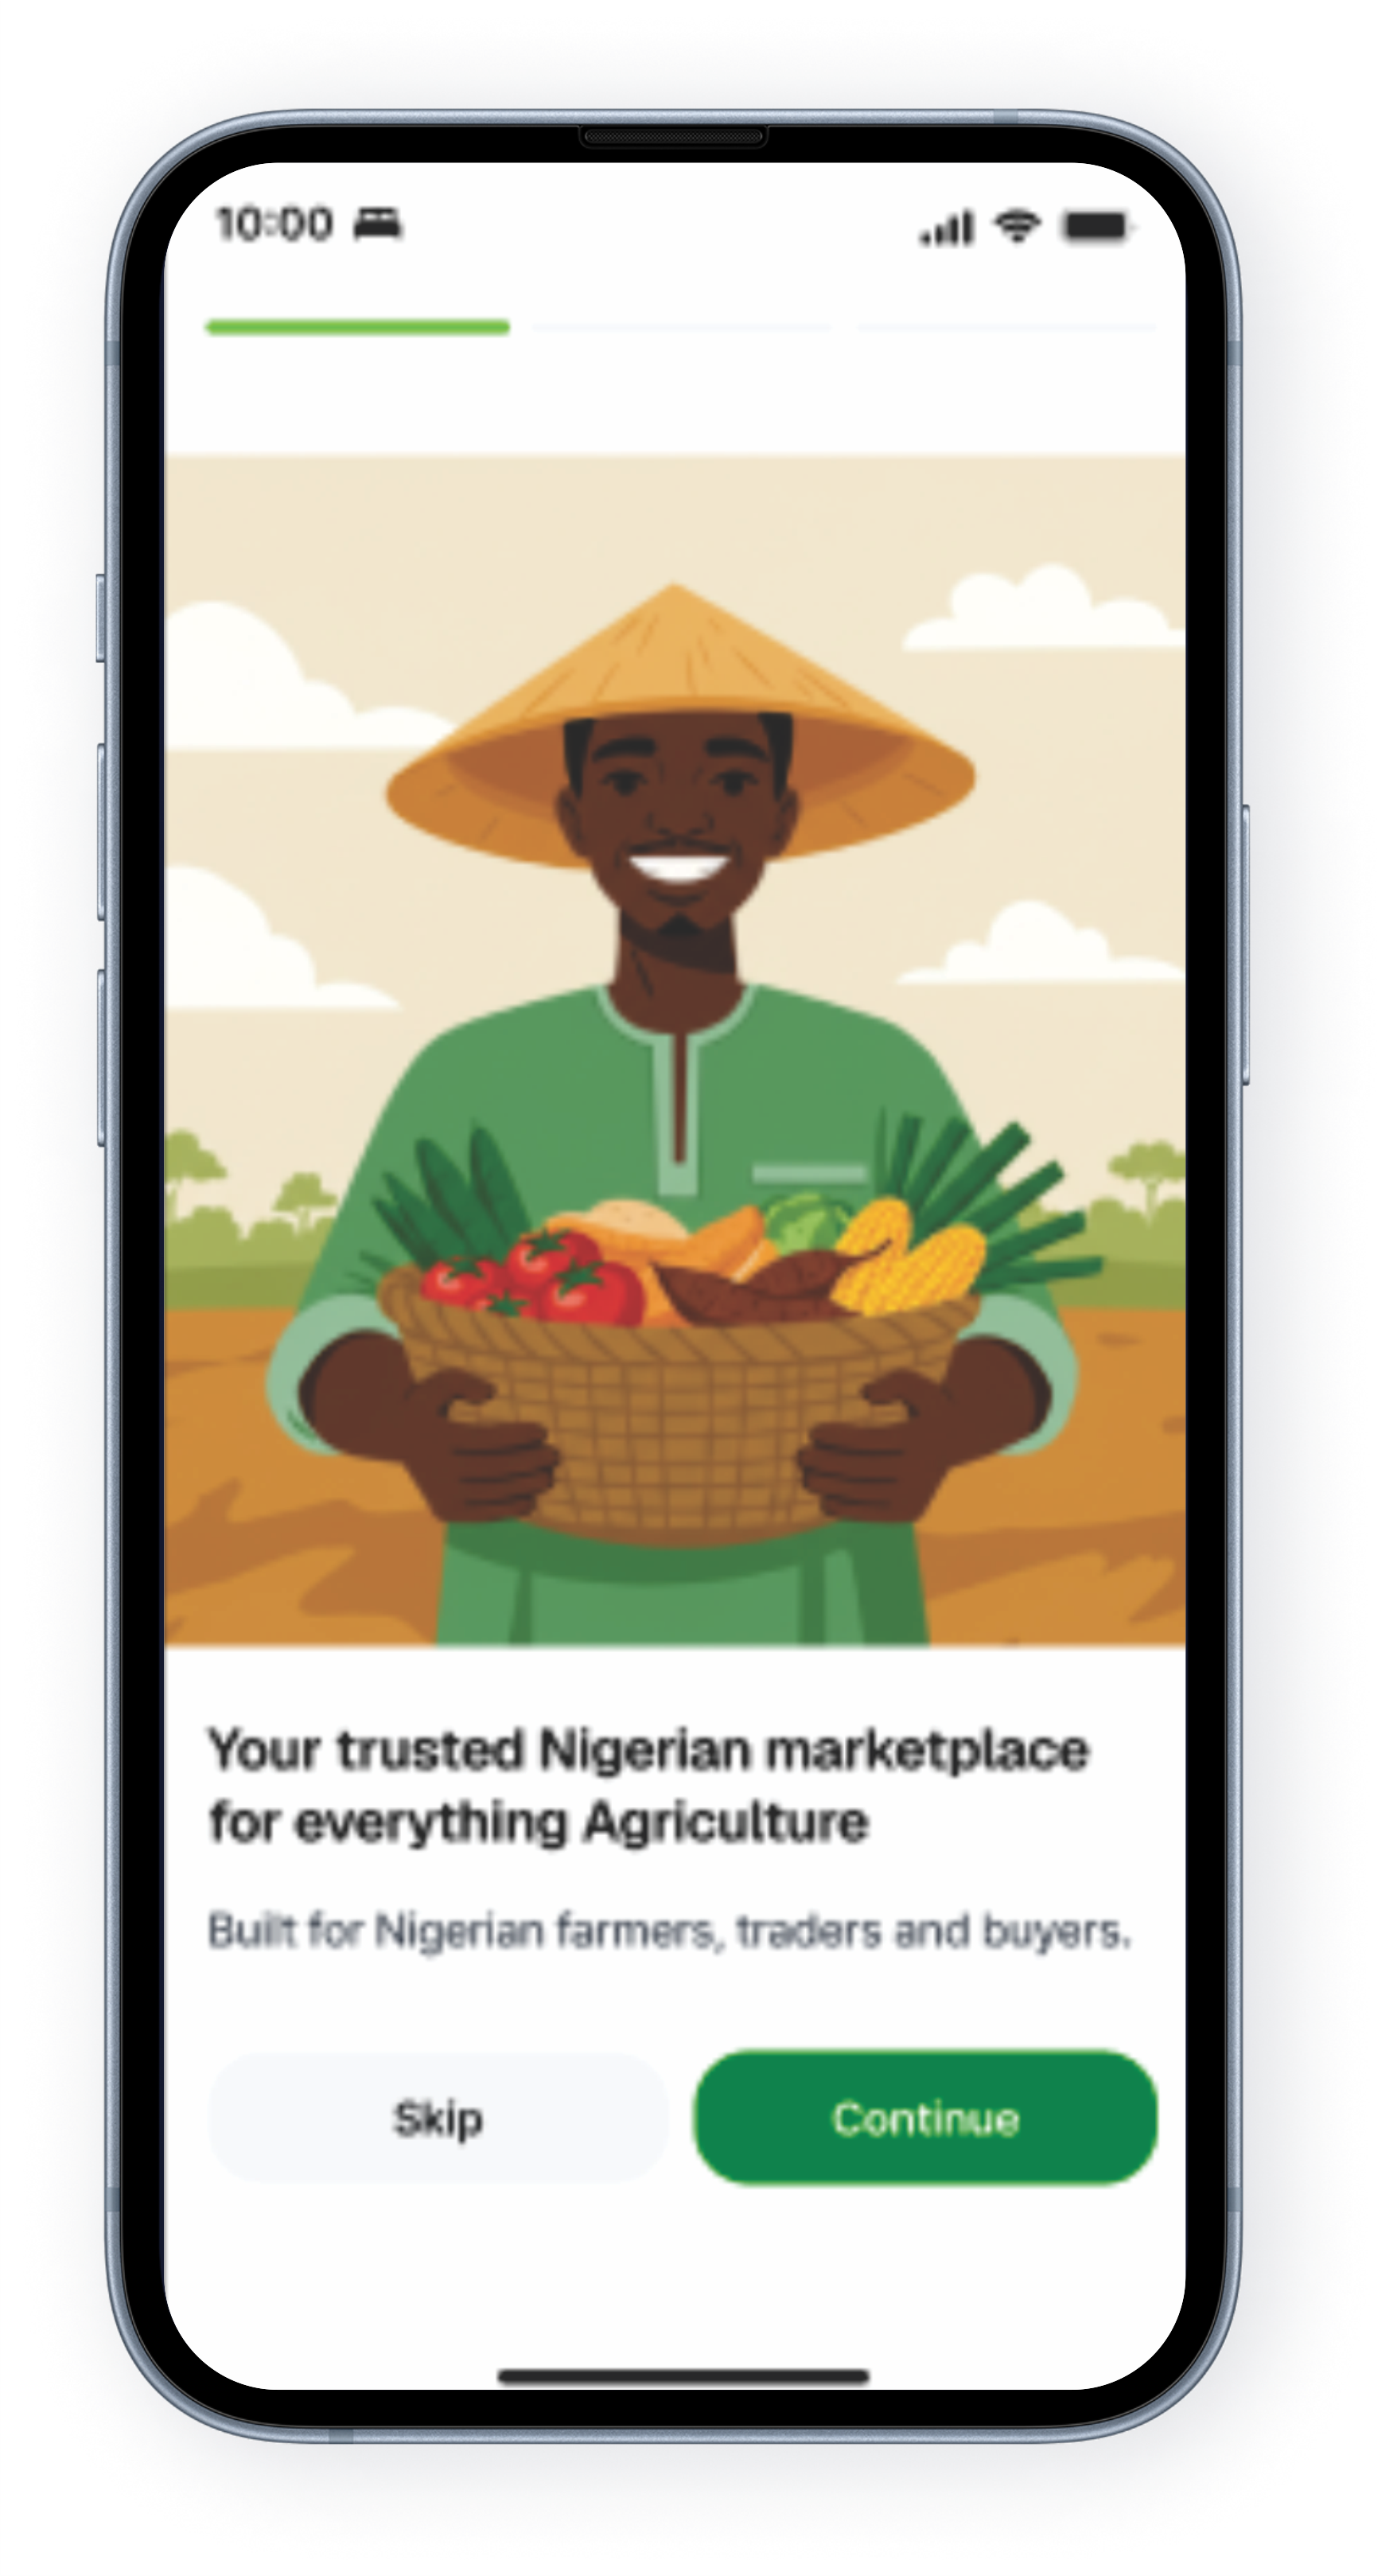 10:00
Your trusted Nigerian marketplace
for everything Agriculture
Built for Nigerian farmers, traders and buyers.
Skip
Continue